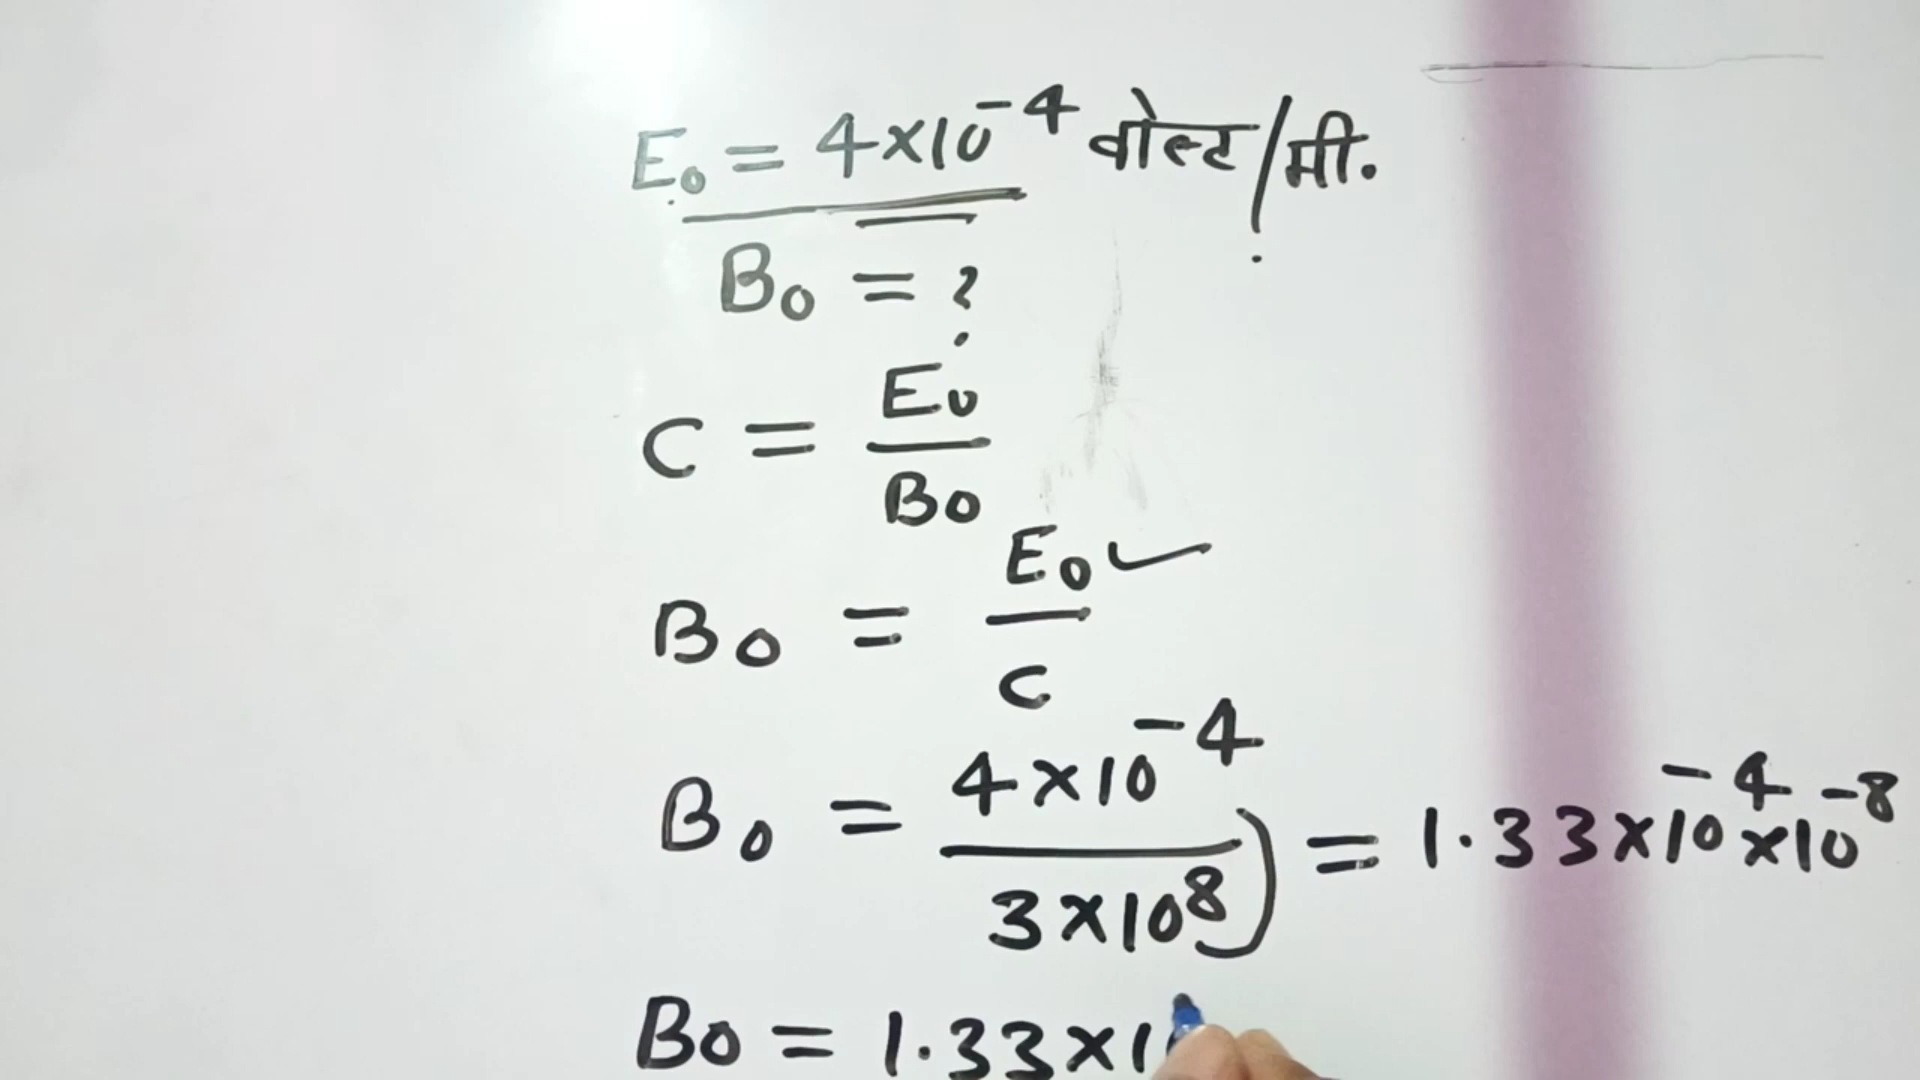 E₀ = 4×10⁻⁴ वोल्ट/मी.
B₀ = ?
C = E₀/B₀
B₀ = E₀/C
B₀ = 4×10⁻⁴/3×10⁸ = 1.33×10⁻⁴×10⁻⁸
B₀ = 1.33×1